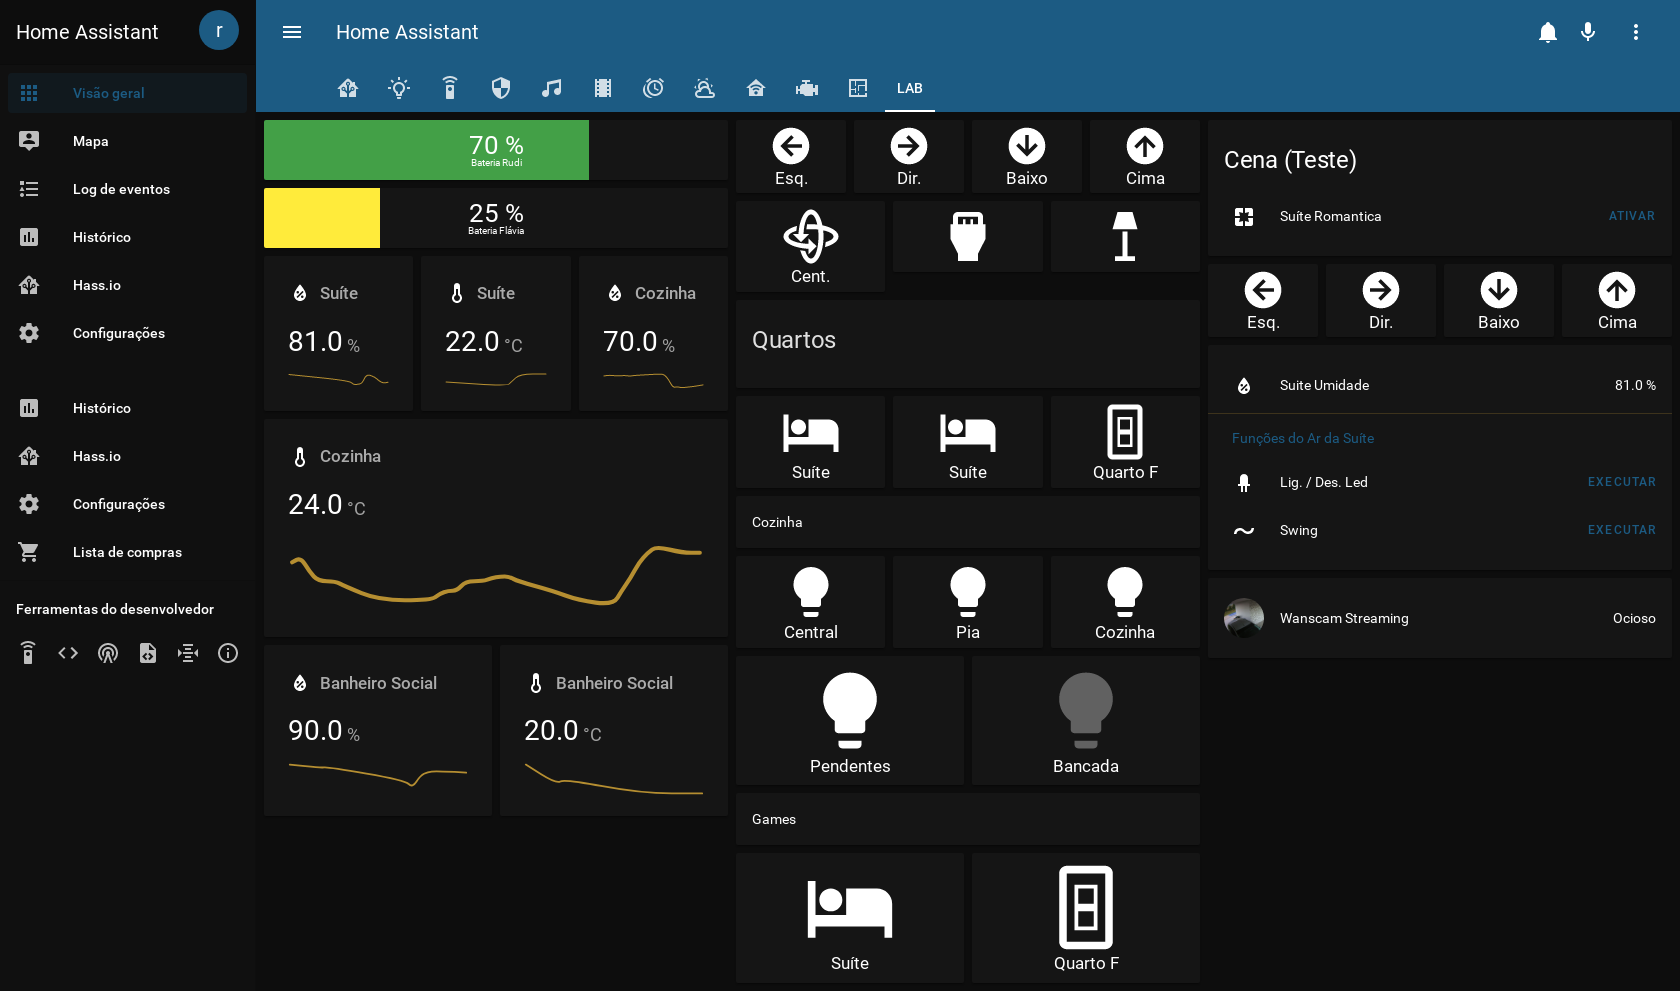 Home Assistant
r
Visão geral
Mapa
Log de eventos
Histórico
Hass.io
Configurações
Histórico
Hass.io
Configurações
Lista de compras
Ferramentas do desenvolvedor
Home Assistant
LAB
70 %
Bateria Rudi
25 %
Bateria Flávia
Suíte
81.0 %
Suíte
22.0 °C
Cozinha
70.0 %
Cozinha
24.0 °C
Banheiro Social
90.0 %
Banheiro Social
20.0 °C
Esq.
Dir.
Baixo
Cima
Cent.
Quartos
Suíte
Suíte
Quarto F
Cozinha
Central
Pia
Cozinha
Pendentes
Bancada
Games
Suíte
Quarto F
Cena (Teste)
Suíte Romantica
ATIVAR
Esq.
Dir.
Baixo
Cima
Suite Umidade
81.0 %
Funções do Ar da Suíte
Lig. / Des. Led
EXECUTAR
Swing
EXECUTAR
Wanscam Streaming
Ocioso